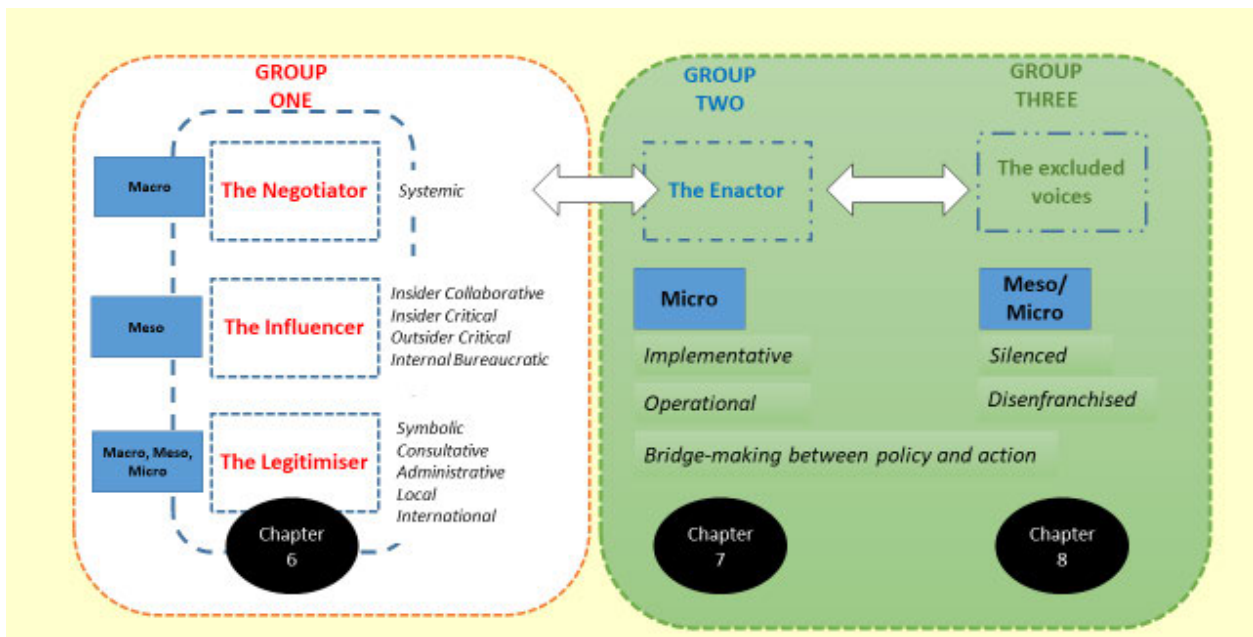 GROUP
ONE
Macro
The Negotiator
Systemic
Meso
The Influencer
Insider Collaborative
Insider Critical
Outsider Critical
Internal Bureaucratic
Macro, Meso,
Micro
The Legitimiser
Symbolic
Consultative
Administrative
Local
International
Chapter
6
GROUP
TWO
The Enactor
Micro
Implementative
Operational
Bridge-making between policy and action
Chapter
7
GROUP
THREE
The excluded
voices
Meso/
Micro
Silenced
Disenfranchised
Chapter
8